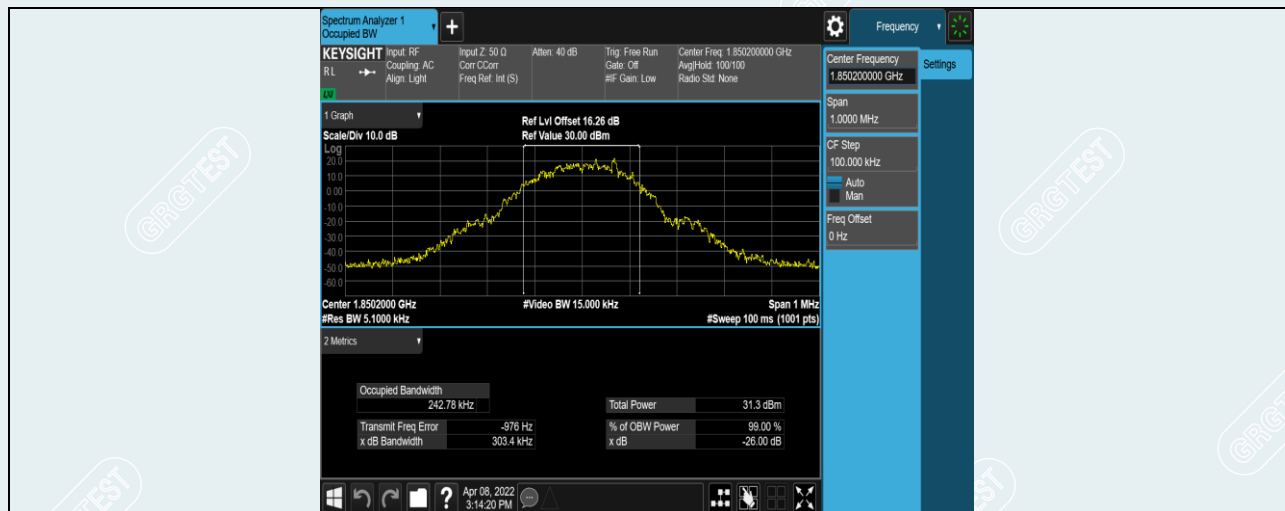 Spectrum Analyzer 1
Occupied BW
+
Frequency
KEYSIGHT
R L
LXI
Input: RF
Coupling: AC
Align: Light
Input Z: 50 Ω
Corr CCorr
Freq Ref: Int (S)
Atten: 40 dB
Trig: Free Run
Gate: Off
#IF Gain: Low
Center Freq: 1.850200000 GHz
Avg|Hold: 100/100
Radio Std: None
Center Frequency
1.850200000 GHz
Settings
Span
1.0000 MHz
CF Step
100.000 kHz
Auto
Man
Freq Offset
0 Hz
1 Graph
Scale/Div 10.0 dB
Ref Lvl Offset 16.26 dB
Ref Value 30.00 dBm
Log
20.0
10.0
0.00
-10.0
-20.0
-30.0
-40.0
-50.0
-60.0
Center 1.8502000 GHz
#Video BW 15.000 kHz
Span 1 MHz
#Res BW 5.1000 kHz
#Sweep 100 ms (1001 pts)
2 Metrics
Occupied Bandwidth
242.78 kHz
Total Power 31.3 dBm
Transmit Freq Error -976 Hz
% of OBW Power 99.00 %
x dB Bandwidth 303.4 kHz
x dB -26.00 dB
?
Apr 08, 2022
3:14:20 PM
GRGTEST
GRGTEST
GRGTEST
GRGTEST